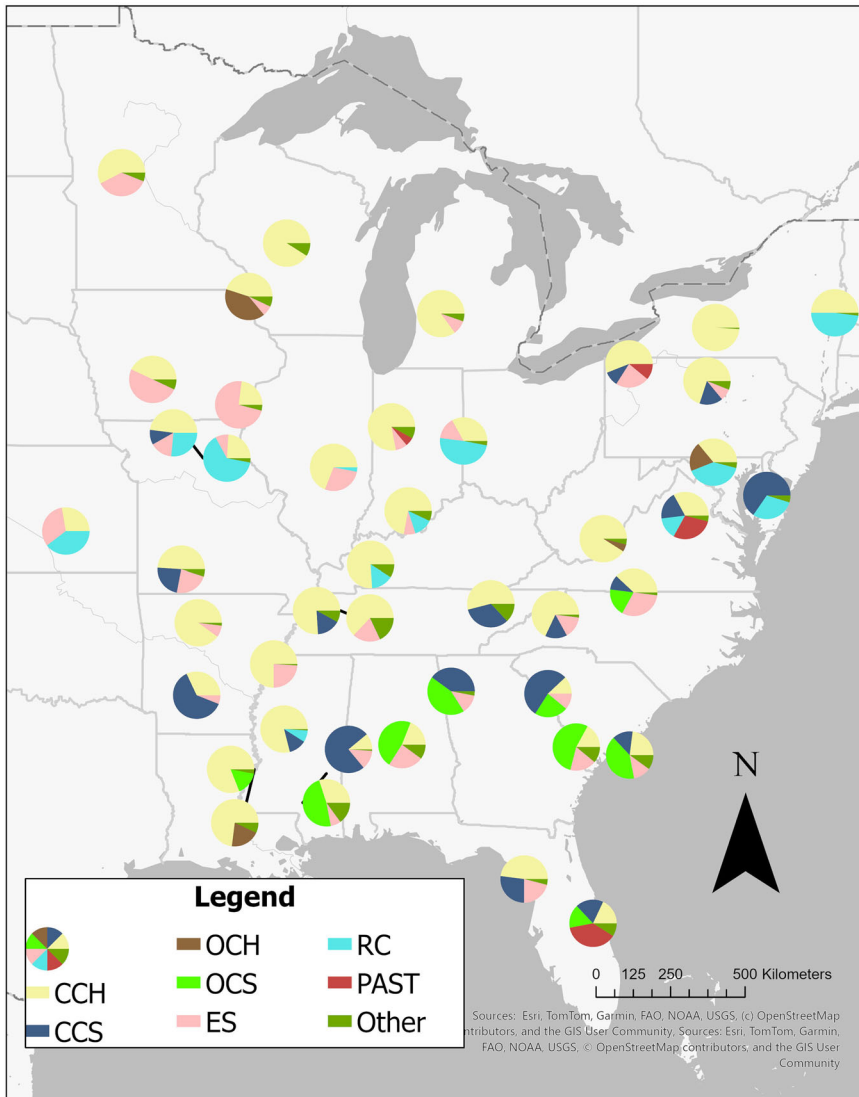 N
Legend
CCH
CCS
OCH
OCS
ES
RC
PAST
Other
0 125 250 500 Kilometers
Sources: Esri, TomTom, Garmin, FAO, NOAA, USGS, (c) OpenStreetMap
ntributors, and the GIS User Community, Sources: Esri, TomTom, Garmin,
FAO, NOAA, USGS, © OpenStreetMap contributors, and the GIS User
Community